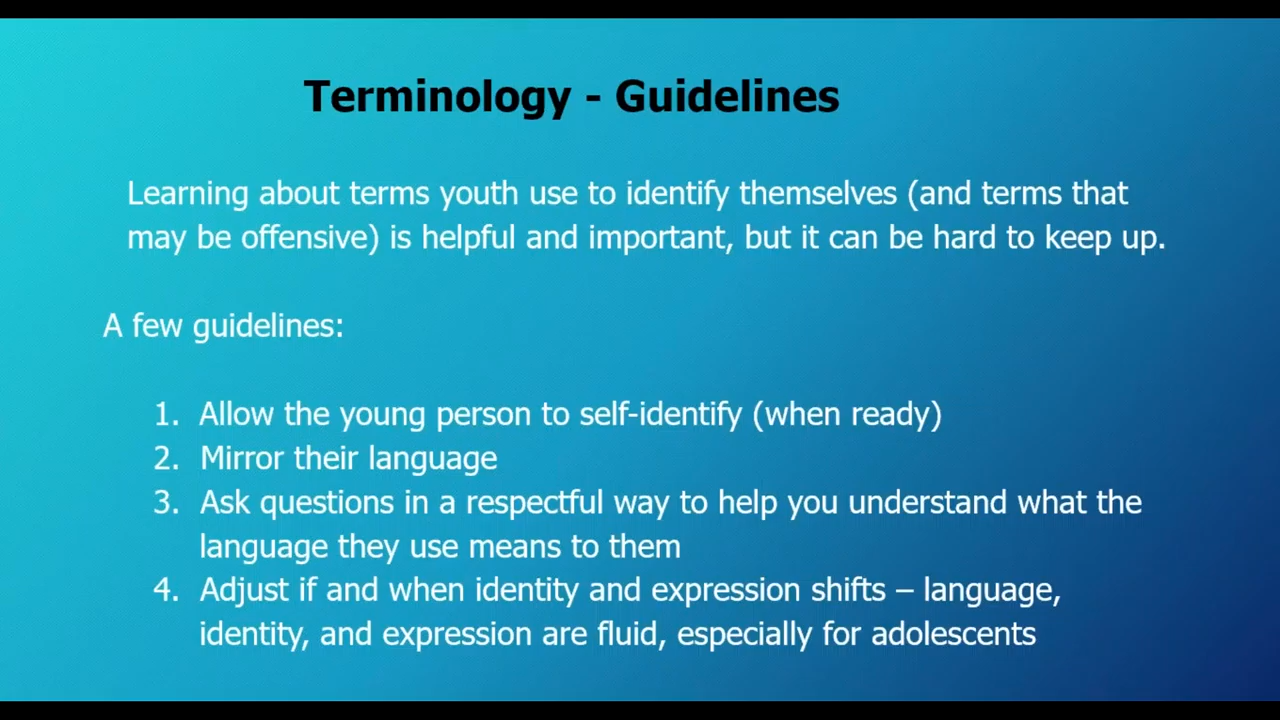 Terminology - Guidelines
Learning about terms youth use to identify themselves (and terms that
may be offensive) is helpful and important, but it can be hard to keep up.
A few guidelines:
1. Allow the young person to self-identify (when ready)
2. Mirror their language
3. Ask questions in a respectful way to help you understand what the
language they use means to them
4. Adjust if and when identity and expression shifts – language,
identity, and expression are fluid, especially for adolescents